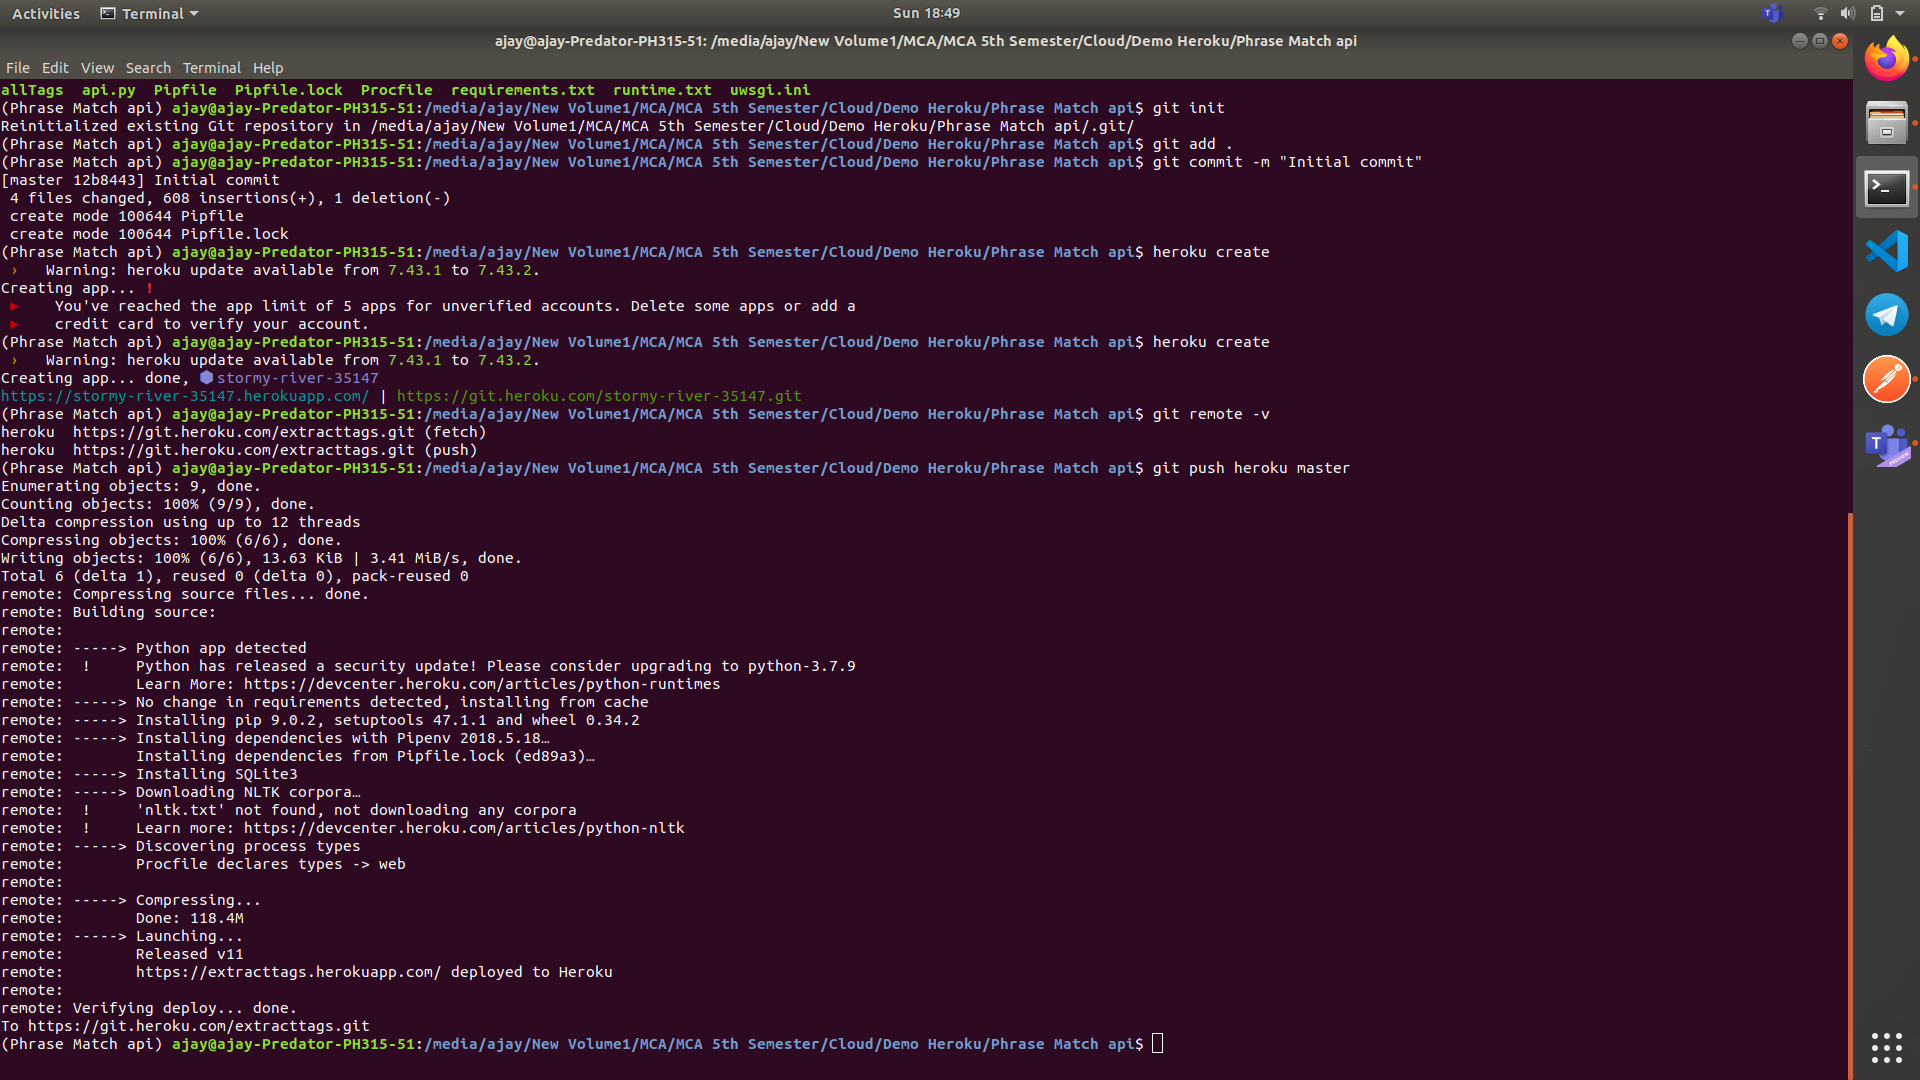 Activities Terminal Sun 18:49
ajay@ajay-Predator-PH315-51: /media/ajay/New Volume1/MCA/MCA 5th Semester/Cloud/Demo Heroku/Phrase Match api
File Edit View Search Terminal Help
allTags api.py Pipfile Pipfile.lock Procfile requirements.txt runtime.txt uwsgi.ini
(Phrase Match api) ajay@ajay-Predator-PH315-51:/media/ajay/New Volume1/MCA/MCA 5th Semester/Cloud/Demo Heroku/Phrase Match api$ git init
Reinitialized existing Git repository in /media/ajay/New Volume1/MCA/MCA 5th Semester/Cloud/Demo Heroku/Phrase Match api/.git/
(Phrase Match api) ajay@ajay-Predator-PH315-51:/media/ajay/New Volume1/MCA/MCA 5th Semester/Cloud/Demo Heroku/Phrase Match api$ git add .
(Phrase Match api) ajay@ajay-Predator-PH315-51:/media/ajay/New Volume1/MCA/MCA 5th Semester/Cloud/Demo Heroku/Phrase Match api$ git commit -m "Initial commit"
[master 12b8443] Initial commit
 4 files changed, 608 insertions(+), 1 deletion(-)
 create mode 100644 Pipfile
 create mode 100644 Pipfile.lock
(Phrase Match api) ajay@ajay-Predator-PH315-51:/media/ajay/New Volume1/MCA/MCA 5th Semester/Cloud/Demo Heroku/Phrase Match api$ heroku create
 › Warning: heroku update available from 7.43.1 to 7.43.2.
Creating app... !
 ▸ You've reached the app limit of 5 apps for unverified accounts. Delete some apps or add a
 ▸ credit card to verify your account.
(Phrase Match api) ajay@ajay-Predator-PH315-51:/media/ajay/New Volume1/MCA/MCA 5th Semester/Cloud/Demo Heroku/Phrase Match api$ heroku create
 › Warning: heroku update available from 7.43.1 to 7.43.2.
Creating app... done, ⬢ stormy-river-35147
https://stormy-river-35147.herokuapp.com/ | https://git.heroku.com/stormy-river-35147.git
(Phrase Match api) ajay@ajay-Predator-PH315-51:/media/ajay/New Volume1/MCA/MCA 5th Semester/Cloud/Demo Heroku/Phrase Match api$ git remote -v
heroku https://git.heroku.com/extracttags.git (fetch)
heroku https://git.heroku.com/extracttags.git (push)
(Phrase Match api) ajay@ajay-Predator-PH315-51:/media/ajay/New Volume1/MCA/MCA 5th Semester/Cloud/Demo Heroku/Phrase Match api$ git push heroku master
Enumerating objects: 9, done.
Counting objects: 100% (9/9), done.
Delta compression using up to 12 threads
Compressing objects: 100% (6/6), done.
Writing objects: 100% (6/6), 13.63 KiB | 3.41 MiB/s, done.
Total 6 (delta 1), reused 0 (delta 0), pack-reused 0
remote: Compressing source files... done.
remote: Building source:
remote:
remote: -----> Python app detected
remote:  !     Python has released a security update! Please consider upgrading to python-3.7.9
remote:        Learn More: https://devcenter.heroku.com/articles/python-runtimes
remote: -----> No change in requirements detected, installing from cache
remote: -----> Installing pip 9.0.2, setuptools 47.1.1 and wheel 0.34.2
remote: -----> Installing dependencies with Pipenv 2018.5.18…
remote:        Installing dependencies from Pipfile.lock (ed89a3)…
remote: -----> Installing SQLite3
remote: -----> Downloading NLTK corpora…
remote:  !     'nltk.txt' not found, not downloading any corpora
remote:  !     Learn more: https://devcenter.heroku.com/articles/python-nltk
remote: -----> Discovering process types
remote:        Procfile declares types -> web
remote:
remote: -----> Compressing...
remote:        Done: 118.4M
remote: -----> Launching...
remote:        Released v11
remote:        https://extracttags.herokuapp.com/ deployed to Heroku
remote:
remote: Verifying deploy... done.
To https://git.heroku.com/extracttags.git
(Phrase Match api) ajay@ajay-Predator-PH315-51:/media/ajay/New Volume1/MCA/MCA 5th Semester/Cloud/Demo Heroku/Phrase Match api$